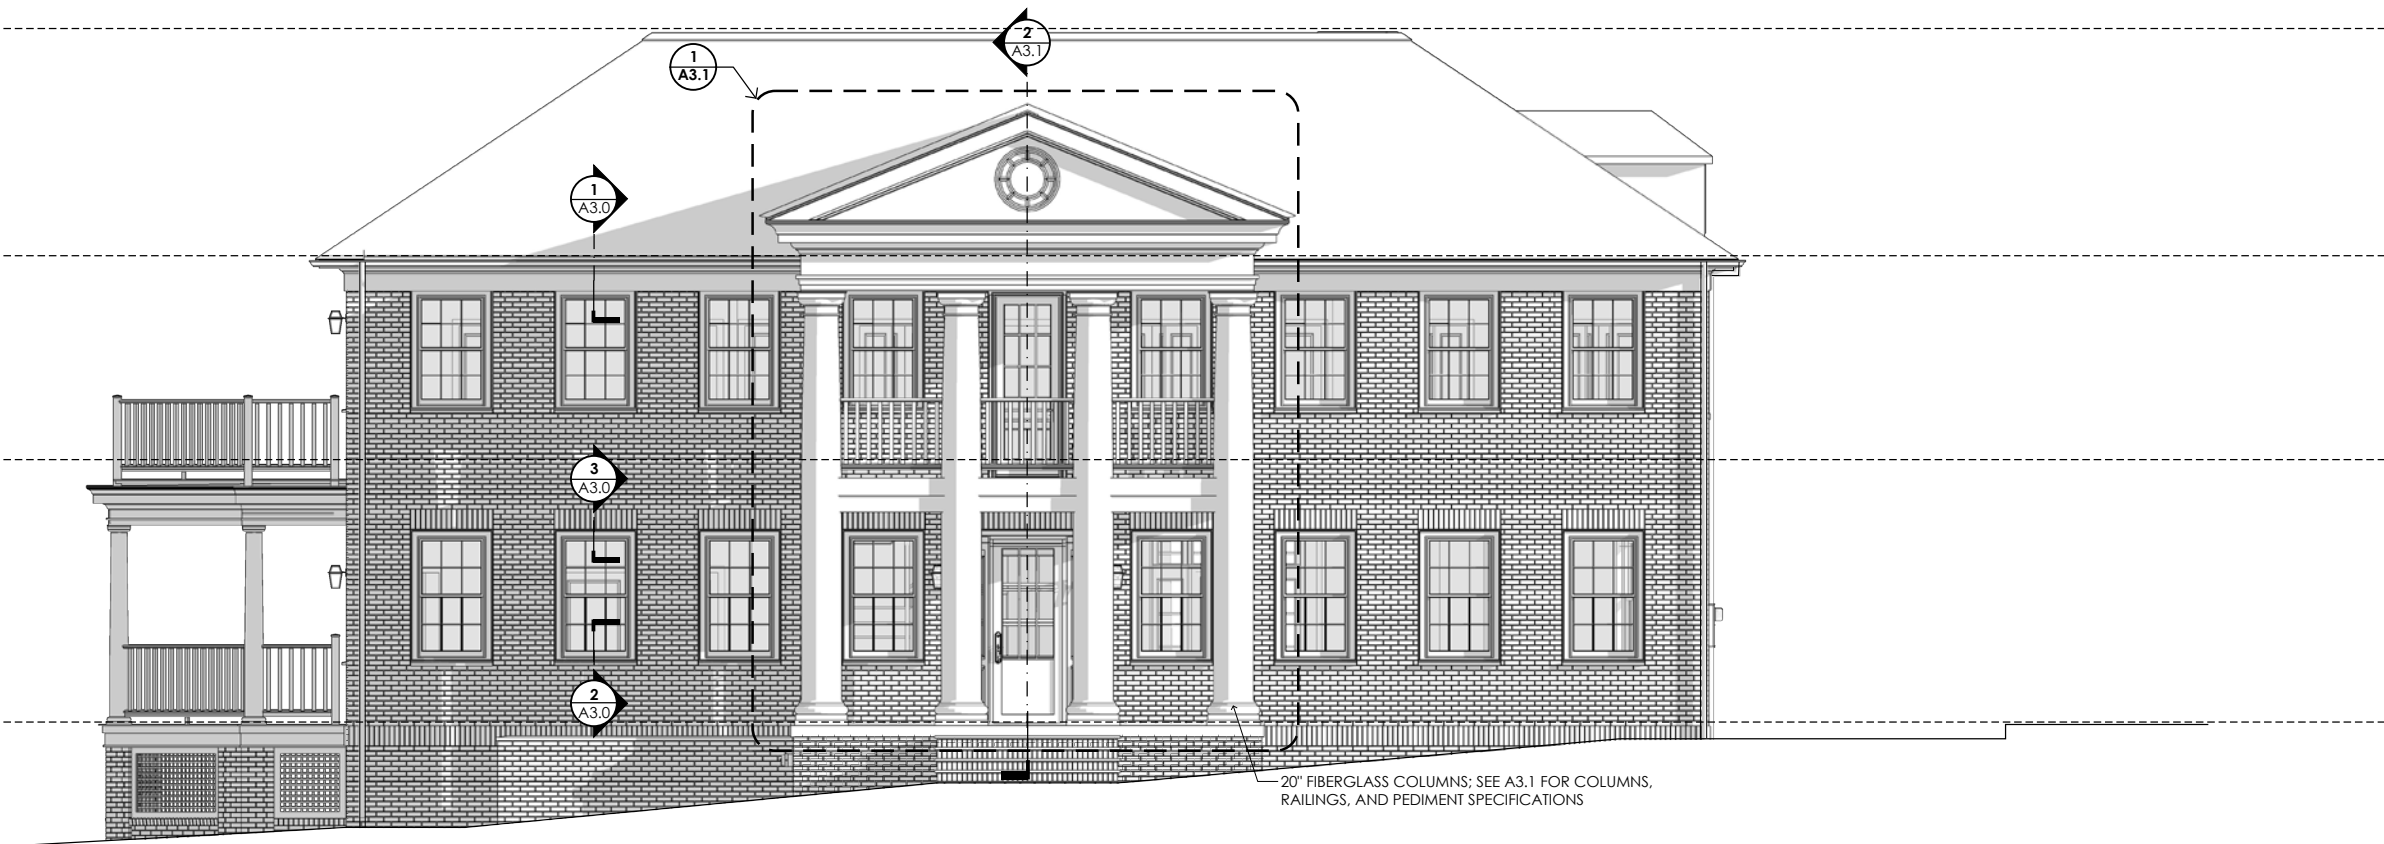 2
A3.1
1
A3.1
1
A3.0
3
A3.0
2
A3.0
20" FIBERGLASS COLUMNS; SEE A3.1 FOR COLUMNS,
RAILINGS, AND PEDIMENT SPECIFICATIONS